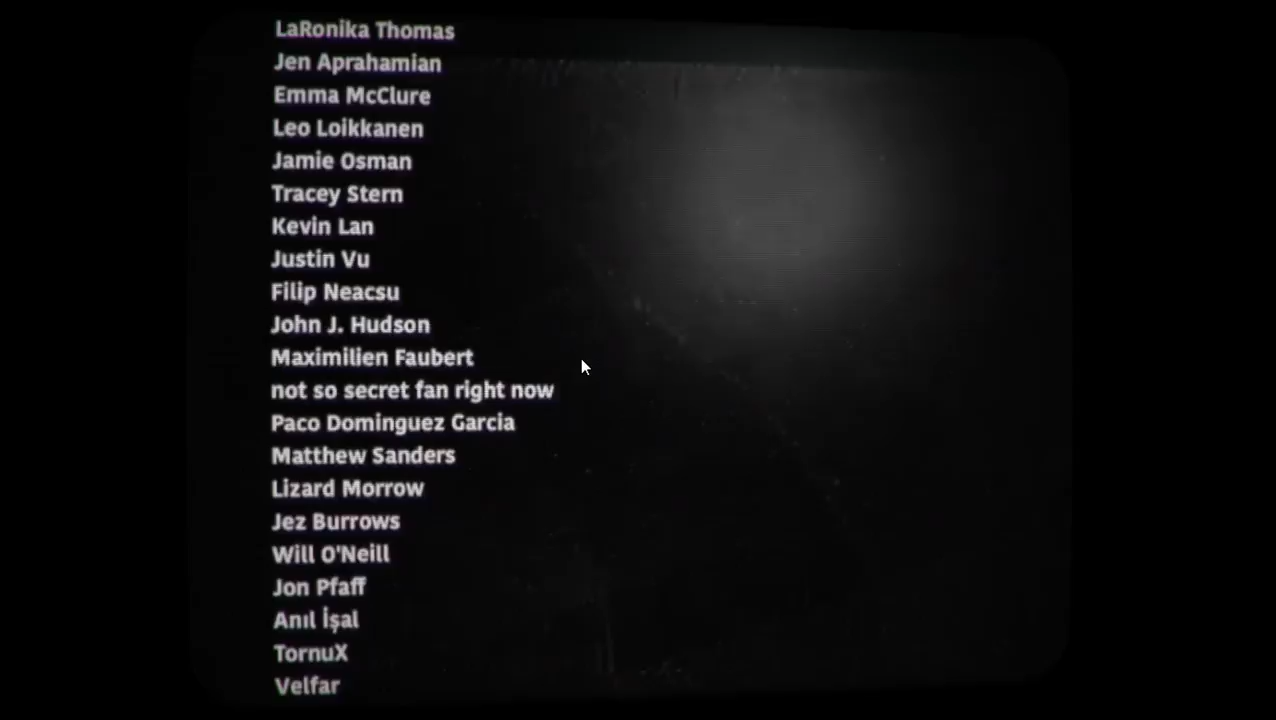 LaRonika Thomas
Jen Aprahamian
Emma McClure
Leo Loikkanen
Jamie Osman
Tracey Stern
Kevin Lan
Justin Vu
Filip Neacsu
John J. Hudson
Maximilien Faubert
not so secret fan right now
Paco Dominguez Garcia
Matthew Sanders
Lizard Morrow
Jez Burrows
Will O'Neill
Jon Pfaff
Anıl İşal
TornuX
Velfar